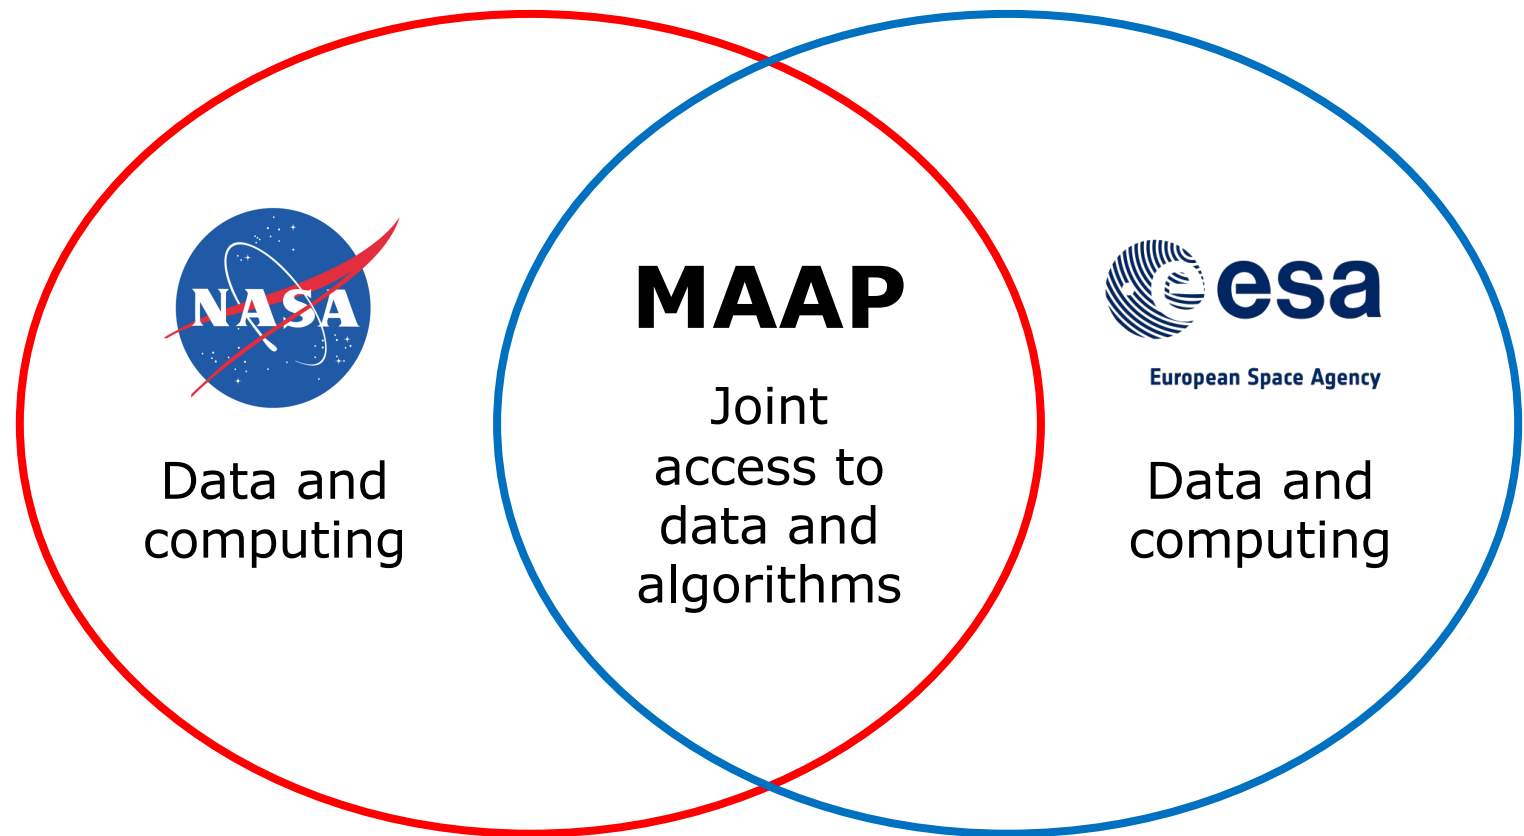 NASA
Data and
computing
MAAP
Joint
access to
data and
algorithms
esa
European Space Agency
Data and
computing